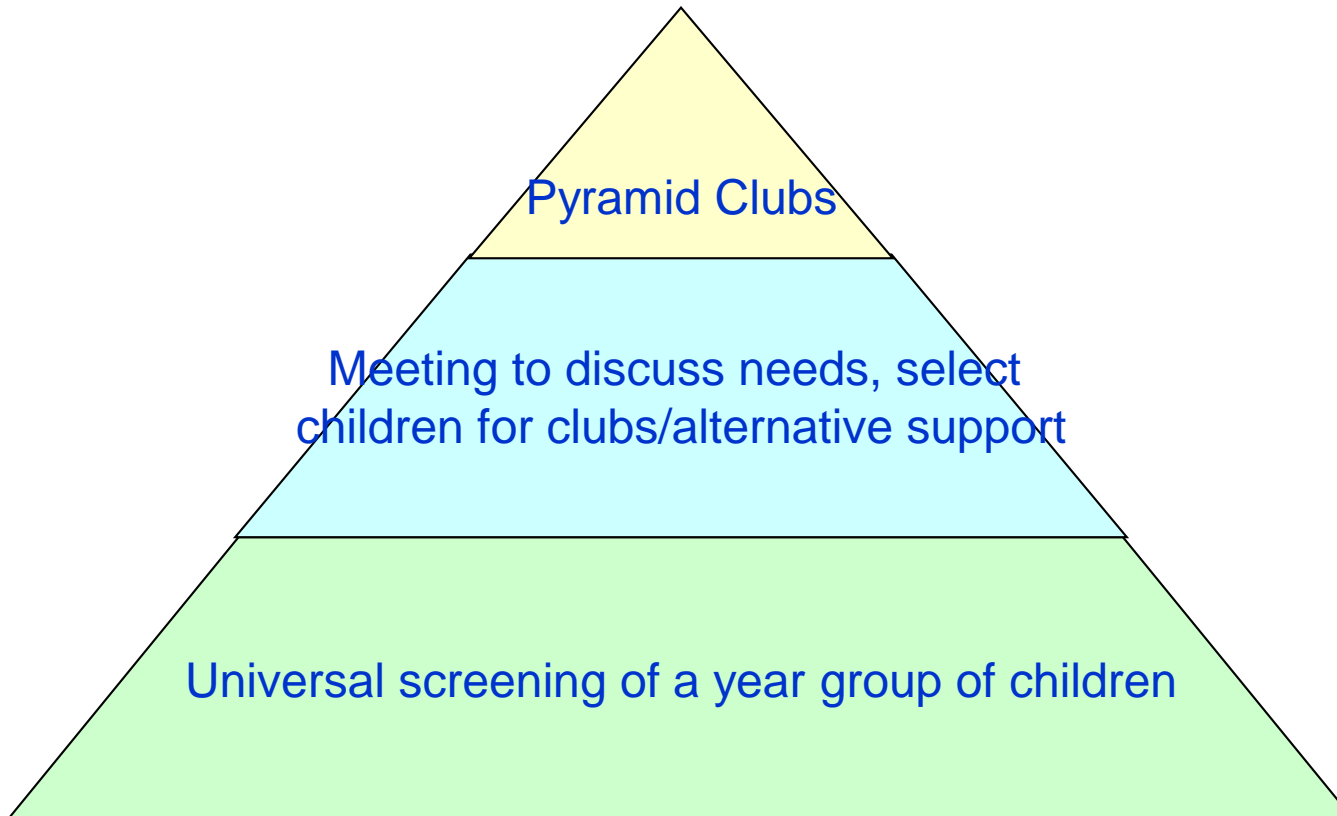 Pyramid Clubs
Meeting to discuss needs, select
children for clubs/alternative support
Universal screening of a year group of children